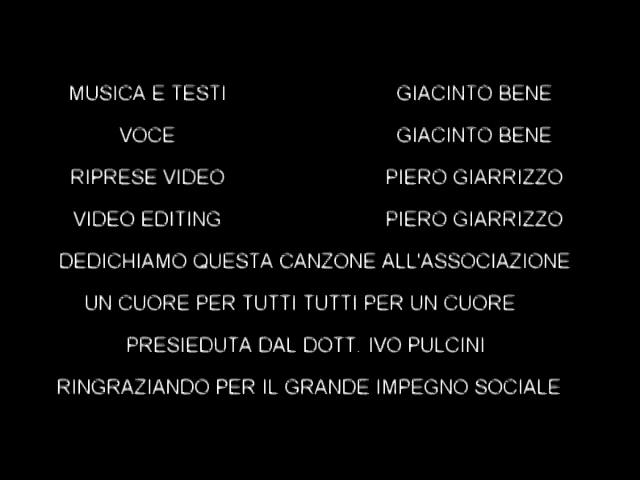 MUSICA E TESTI GIACINTO BENE
VOCE GIACINTO BENE
RIPRESE VIDEO PIERO GIARRIZZO
VIDEO EDITING PIERO GIARRIZZO
DEDICHIAMO QUESTA CANZONE ALL'ASSOCIAZIONE
UN CUORE PER TUTTI TUTTI PER UN CUORE
PRESIEDUTA DAL DOTT. IVO PULCINI
RINGRAZIANDO PER IL GRANDE IMPEGNO SOCIALE